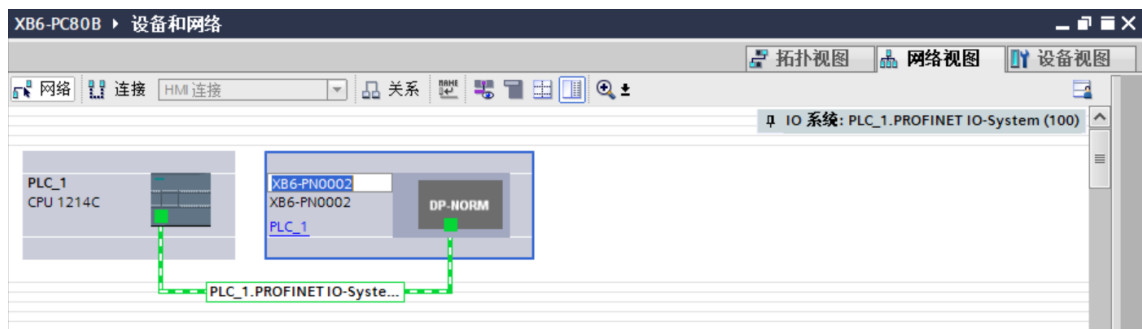 XB6-PC80B ▸ 设备和网络
拓扑视图 网络视图 设备视图
网络 连接 HMI 连接 关系
IO 系统: PLC_1.PROFINET IO-System (100)
PLC_1
CPU 1214C
XB6-PN0002
XB6-PN0002
PLC_1
DP-NORM
PLC_1.PROFINET IO-Syste...